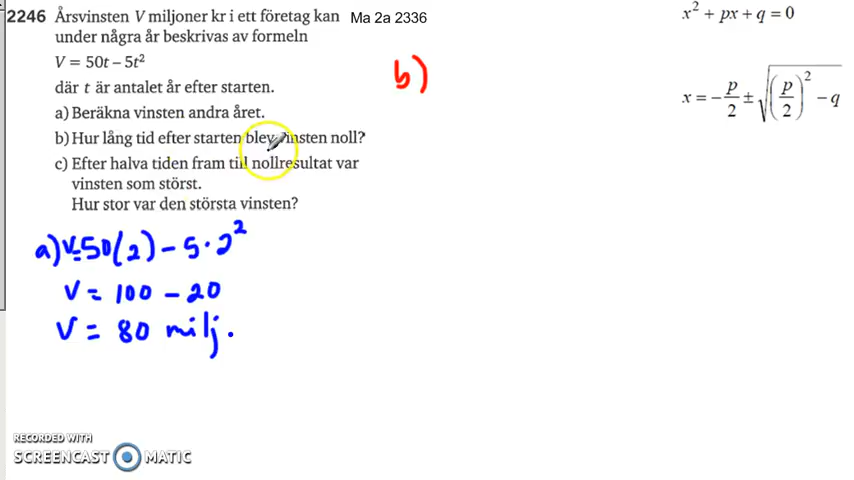 2246 Årsvinsten V miljoner kr i ett företag kan
under några år beskrivas av formeln
V = 50t – 5t²
där t är antalet år efter starten.
a) Beräkna vinsten andra året.
b) Hur lång tid efter starten blev vinsten noll?
c) Efter halva tiden fram till nollresultat var
vinsten som störst.
Hur stor var den största vinsten?
a) V=50(2) – 5·2²
V = 100 – 20
V = 80 milj.
Ma 2a 2336
b)
x² + px + q = 0
x = –p/2 ± √((p/2)² – q)
RECORDED WITH
SCREENCAST MATIC